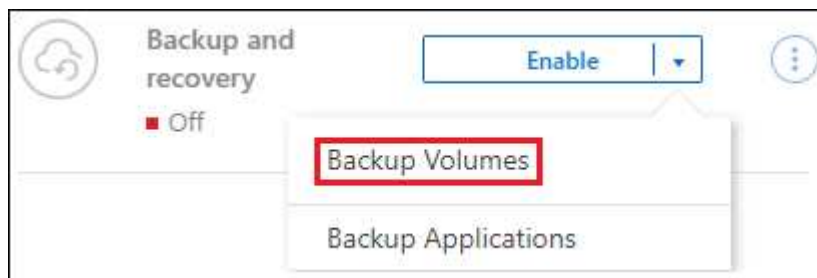 Backup and
recovery
Enable
Off
Backup Volumes
Backup Applications